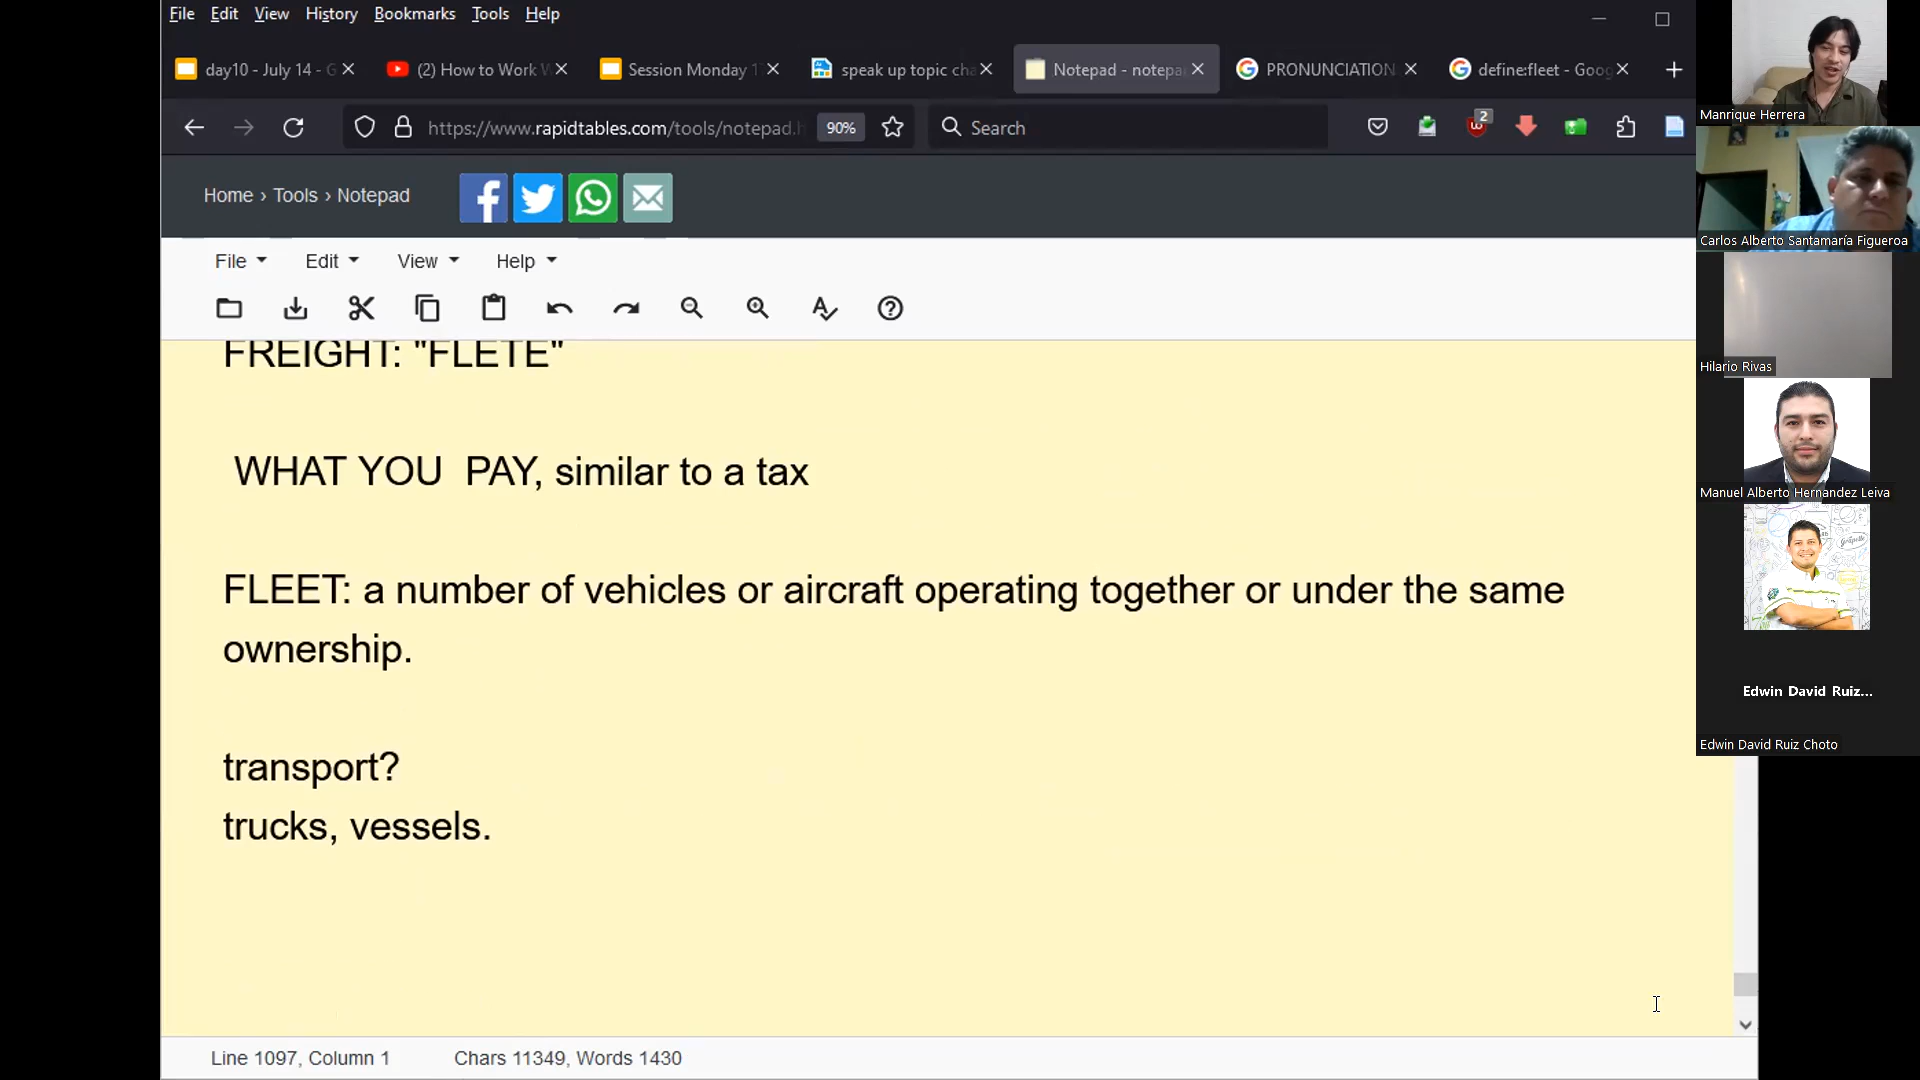 File Edit View History Bookmarks Tools Help
day10 - July 14 - G
(2) How to Work W
Session Monday 1
speak up topic cha
Notepad - notepa
PRONUNCIATION
define:fleet - Goog
https://www.rapidtables.com/tools/notepad.h
90%
Search
2
Home › Tools › Notepad
File Edit View Help
FREIGHT: "FLETE"
WHAT YOU PAY, similar to a tax
FLEET: a number of vehicles or aircraft operating together or under the same
ownership.
transport?
trucks, vessels.
Line 1097, Column 1
Chars 11349, Words 1430
Manrique Herrera
Carlos Alberto Santamaría Figueroa
Hilario Rivas
Manuel Alberto Hernandez Leiva
Edwin David Ruiz...
Edwin David Ruiz Choto